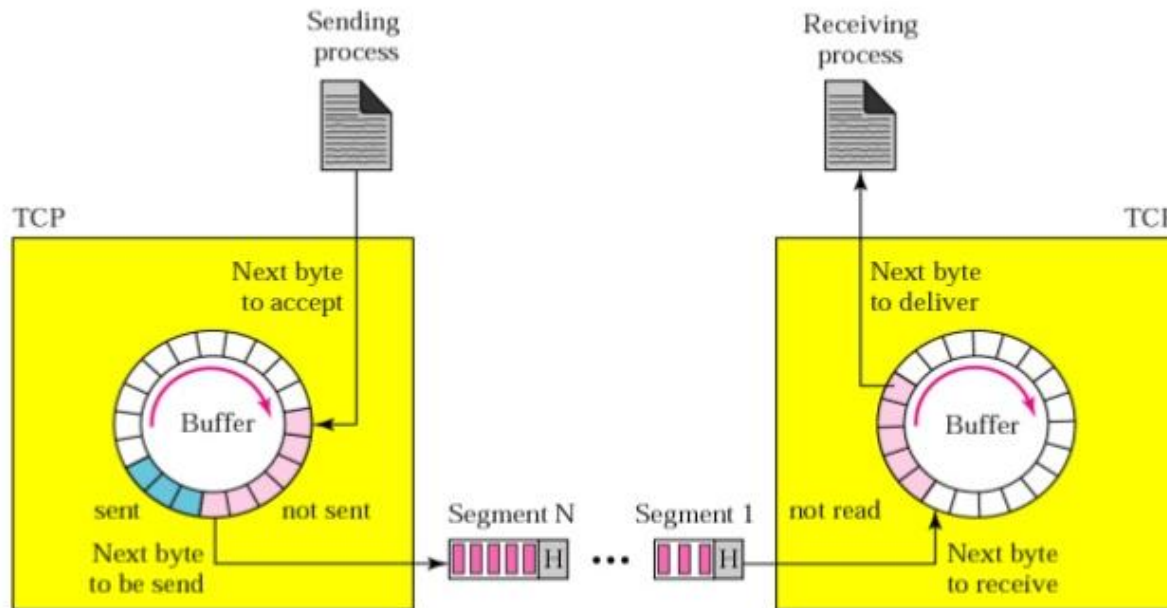 Sending
process
Receiving
process
TCP
TCP
Next byte
to accept
Next byte
to deliver
Buffer
Buffer
sent
not sent
Segment N
Segment 1
not read
H
...
H
Next byte
to be send
Next byte
to receive